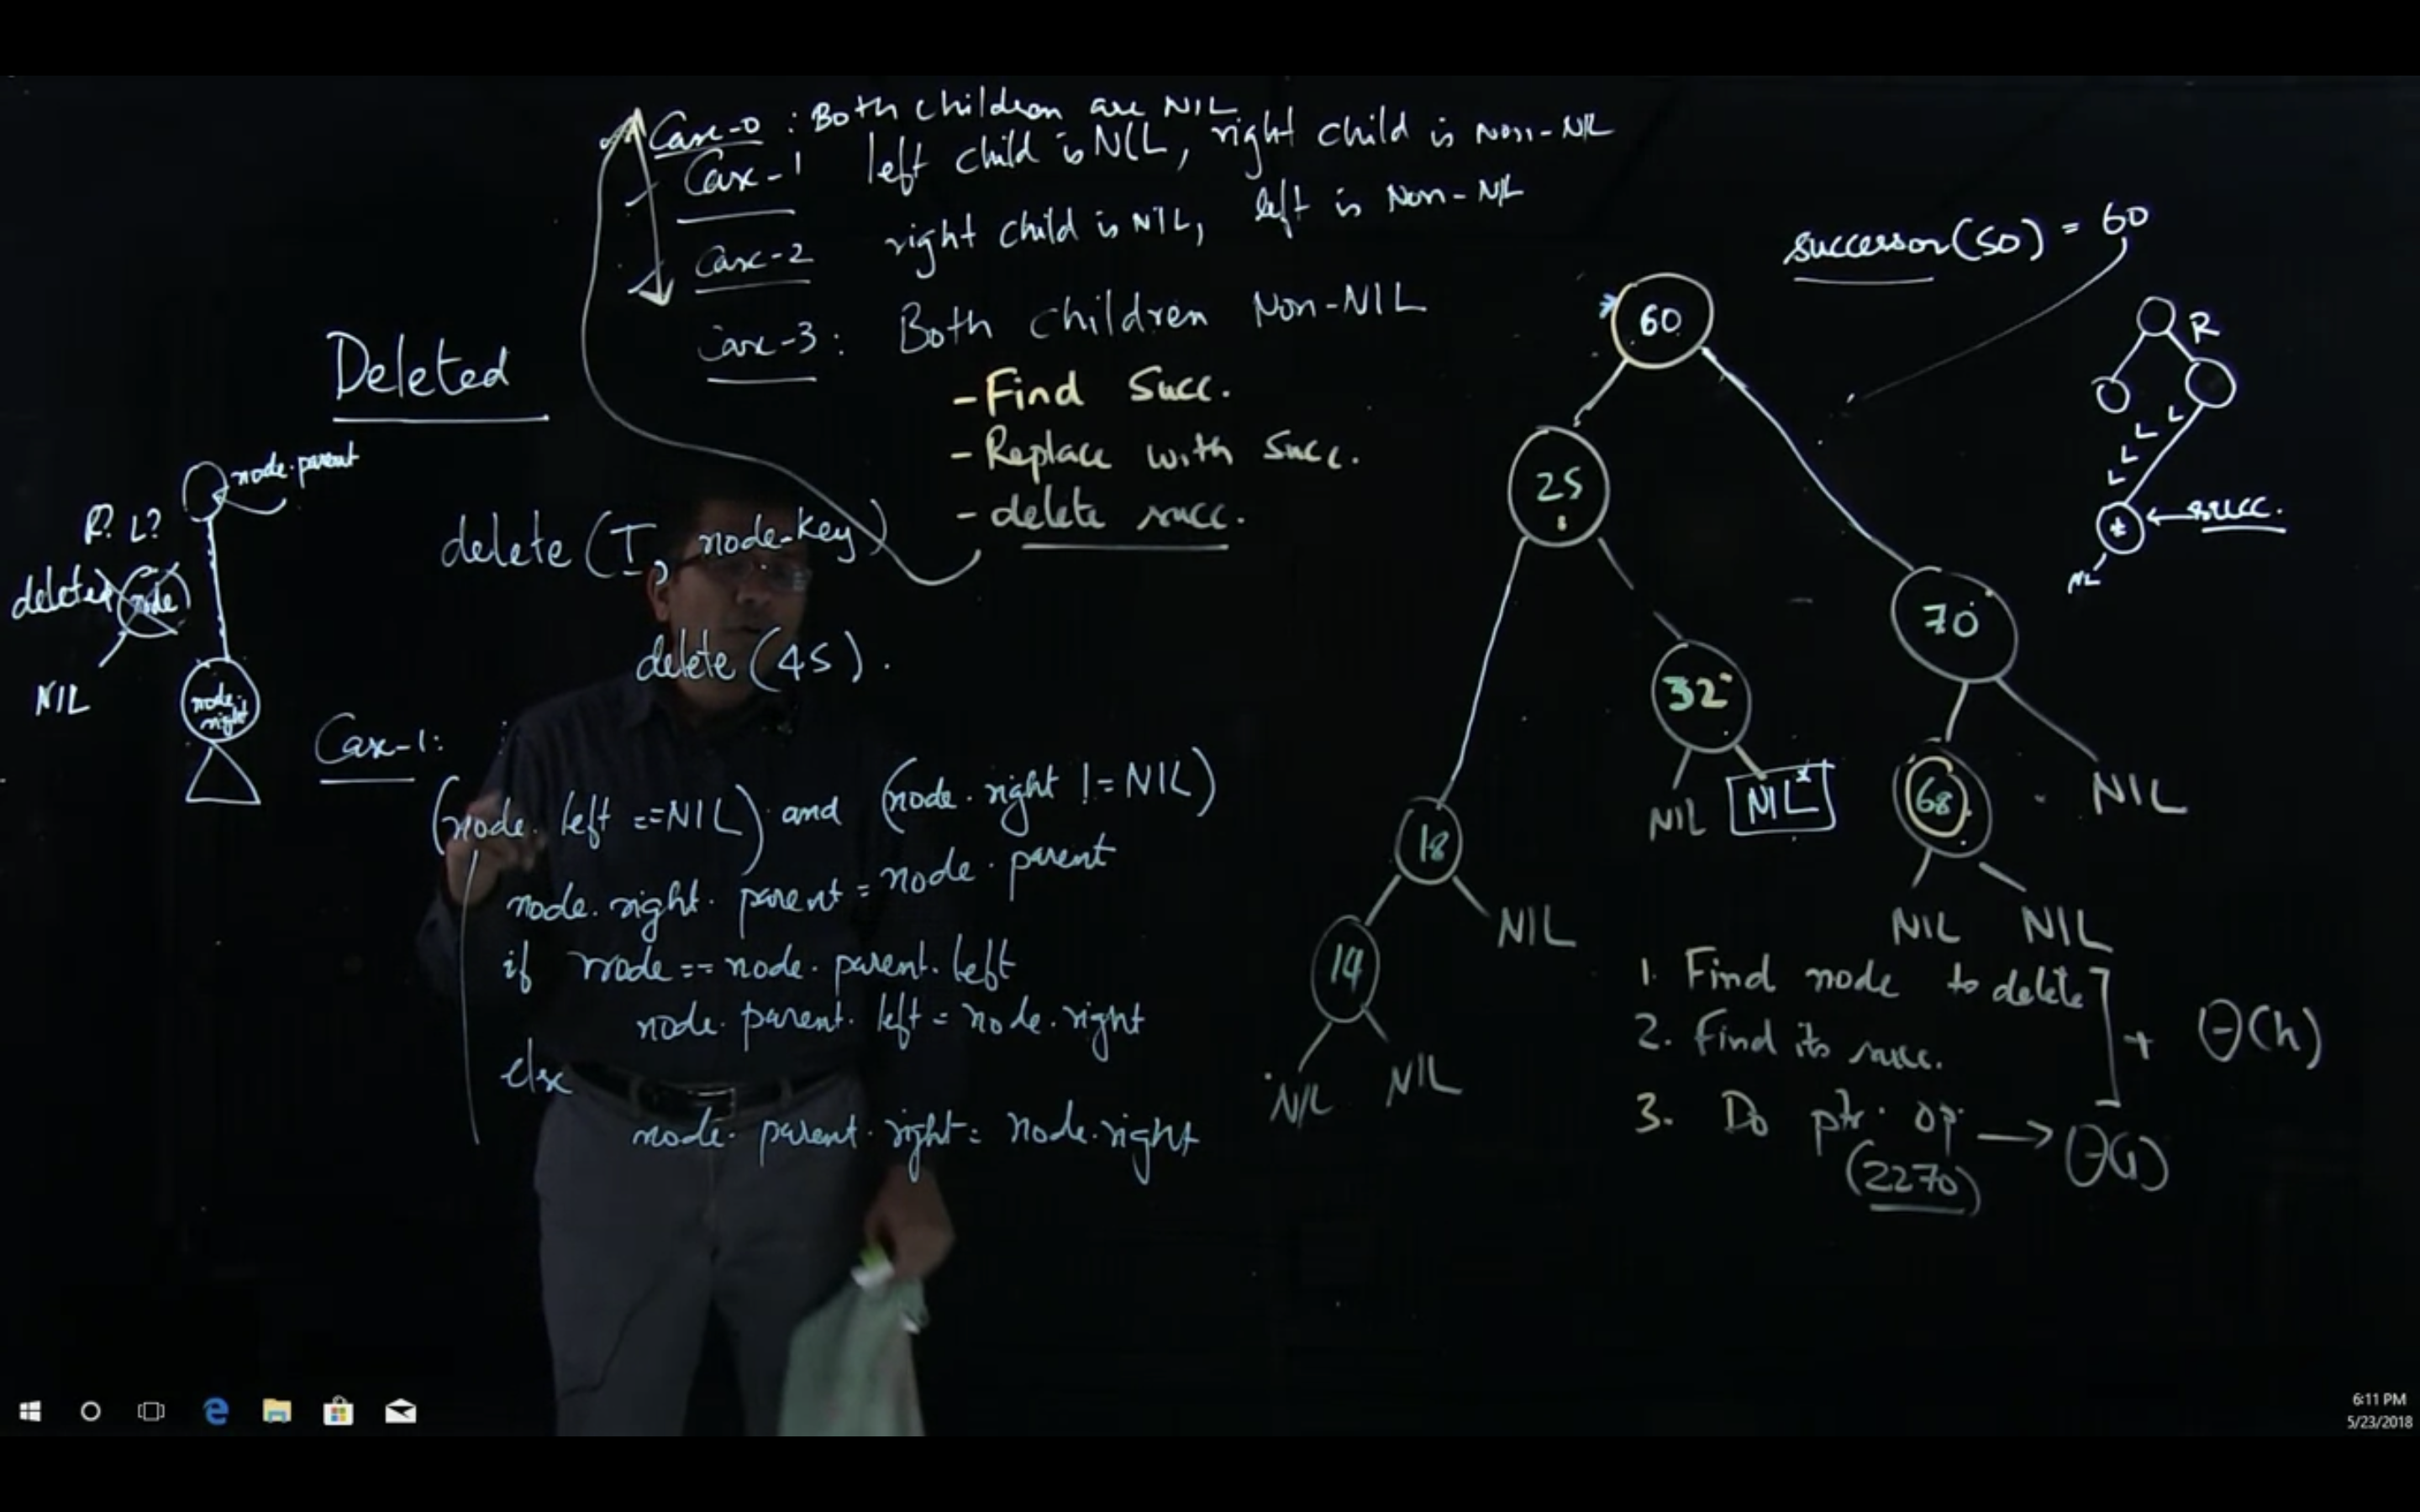 Case-0 : Both children are NIL
Case-1 left child is NIL, right child is Non-NIL
Case-2 right child is NIL, left is Non-NIL
Case-3 : Both children Non-NIL
- Find Succ.
- Replace with Succ.
- delete succ.
Deleted
node.parent
R? L?
deleted node
NIL
node.right
delete (T, node-key)
delete (45).
Case-1:
(node. left ==NIL) and (node.right != NIL)
node.right.parent = node.parent
if node == node.parent.left
node.parent.left = node.right
else
node.parent.right = node.right
successor(50) = 60
60
25
70
32
68
18
14
NIL
NIL
NIL
NIL
NIL
NIL
NIL
NIL
R
L
L
L
L
*
succ.
NIL
1. Find node to delete
2. Find its succ.
+ Θ(h)
3. Do ptr. op. → Θ(1)
(2270)
6:11 PM
5/23/2018